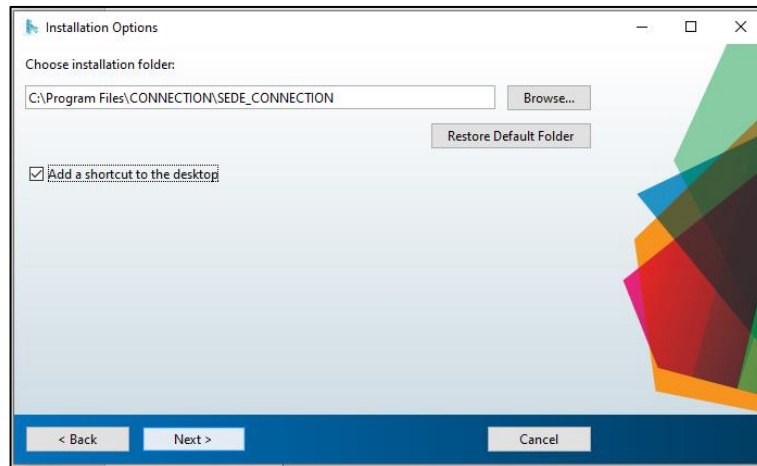 Installation Options
Choose installation folder:
C:\Program Files\CONNECTION\SEDE_CONNECTION
Browse...
Restore Default Folder
Add a shortcut to the desktop
< Back
Next >
Cancel